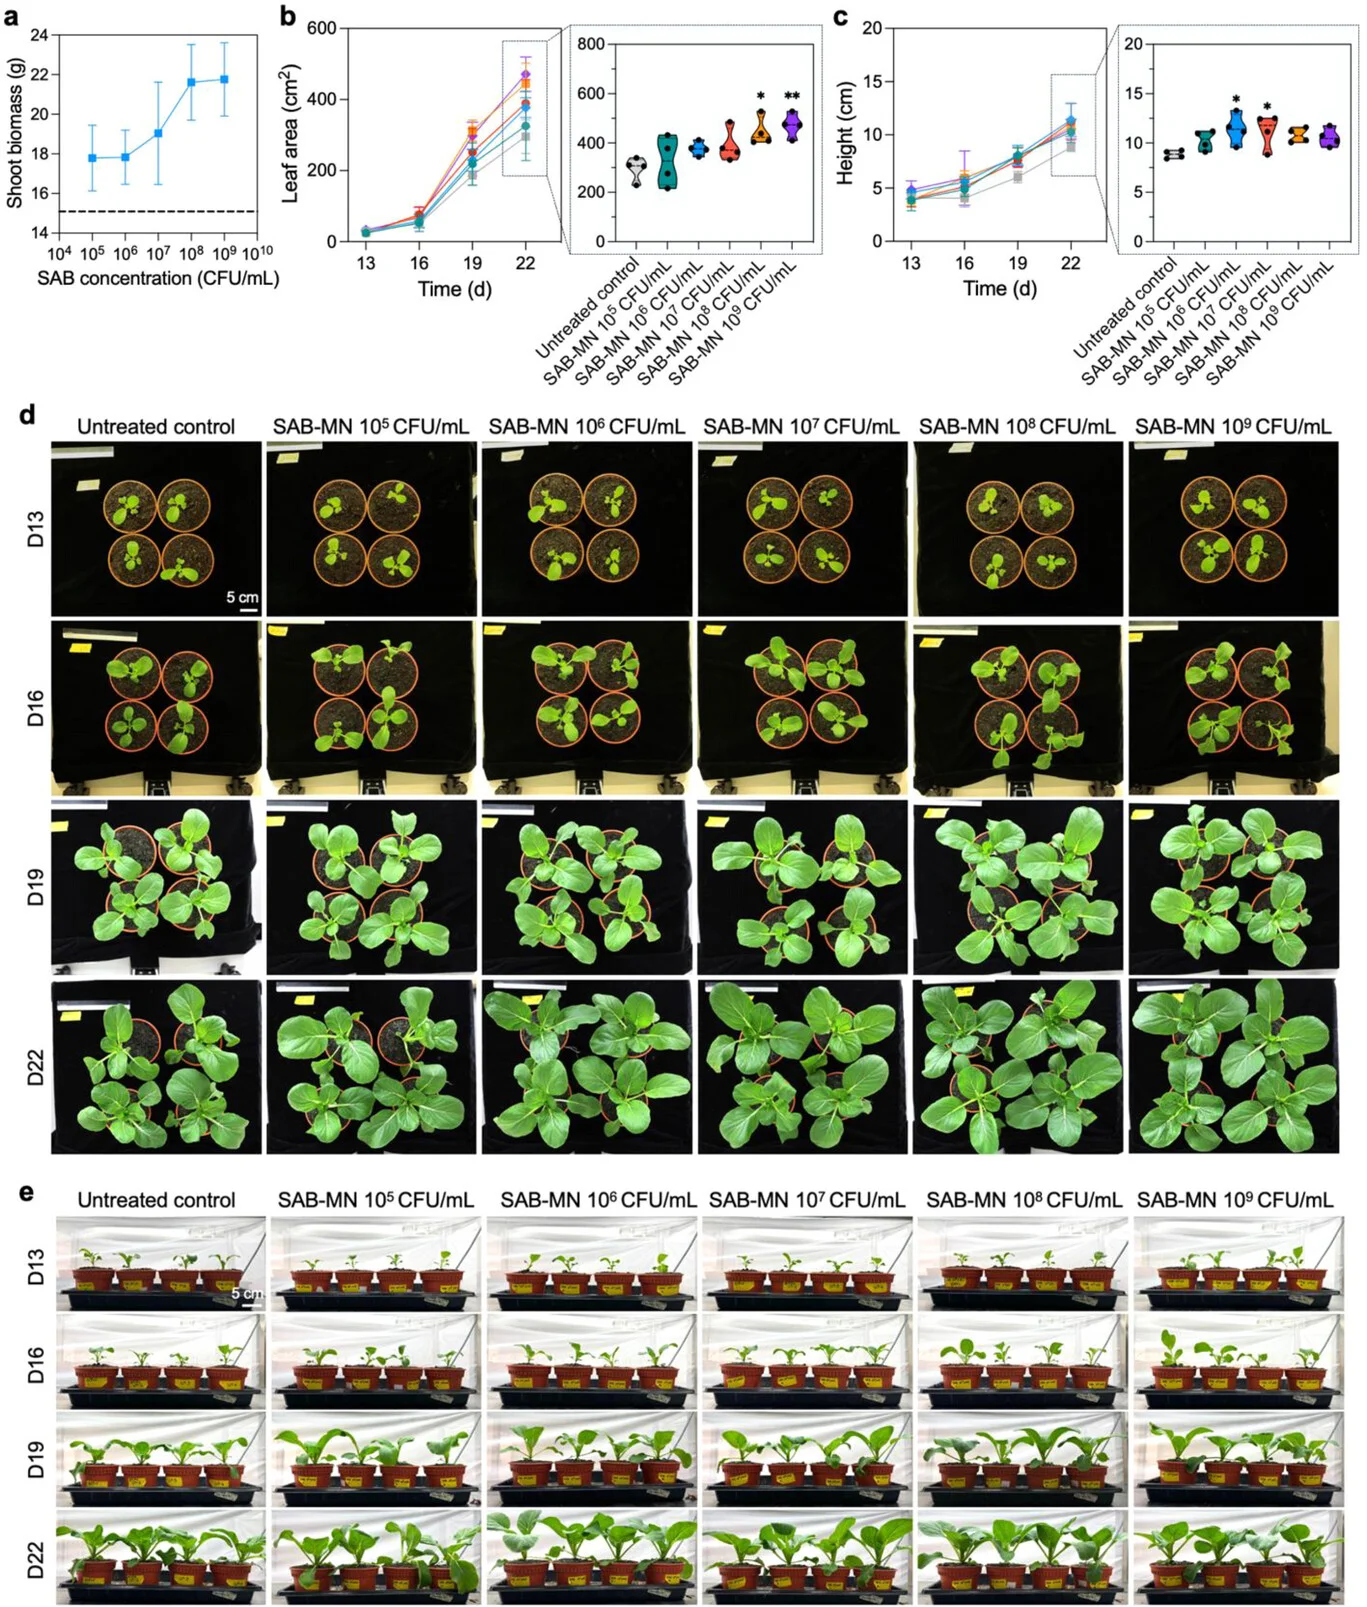 a
24
22
20
18
16
14
Shoot biomass (g)
10⁴ 10⁵ 10⁶ 10⁷ 10⁸ 10⁹ 10¹⁰
SAB concentration (CFU/mL)
b
600
400
200
0
Leaf area (cm²)
13 16 19 22
Time (d)
800
600
400
200
0
* **
Untreated control
SAB-MN 10⁵ CFU/mL
SAB-MN 10⁶ CFU/mL
SAB-MN 10⁷ CFU/mL
SAB-MN 10⁸ CFU/mL
SAB-MN 10⁹ CFU/mL
c
20
15
10
5
0
Height (cm)
13 16 19 22
Time (d)
20
15
10
5
0
* *
Untreated control
SAB-MN 10⁵ CFU/mL
SAB-MN 10⁶ CFU/mL
SAB-MN 10⁷ CFU/mL
SAB-MN 10⁸ CFU/mL
SAB-MN 10⁹ CFU/mL
d
Untreated control SAB-MN 10⁵ CFU/mL SAB-MN 10⁶ CFU/mL SAB-MN 10⁷ CFU/mL SAB-MN 10⁸ CFU/mL SAB-MN 10⁹ CFU/mL
D13
5 cm
D16
D19
D22
e
Untreated control SAB-MN 10⁵ CFU/mL SAB-MN 10⁶ CFU/mL SAB-MN 10⁷ CFU/mL SAB-MN 10⁸ CFU/mL SAB-MN 10⁹ CFU/mL
D13
5 cm
D16
D19
D22